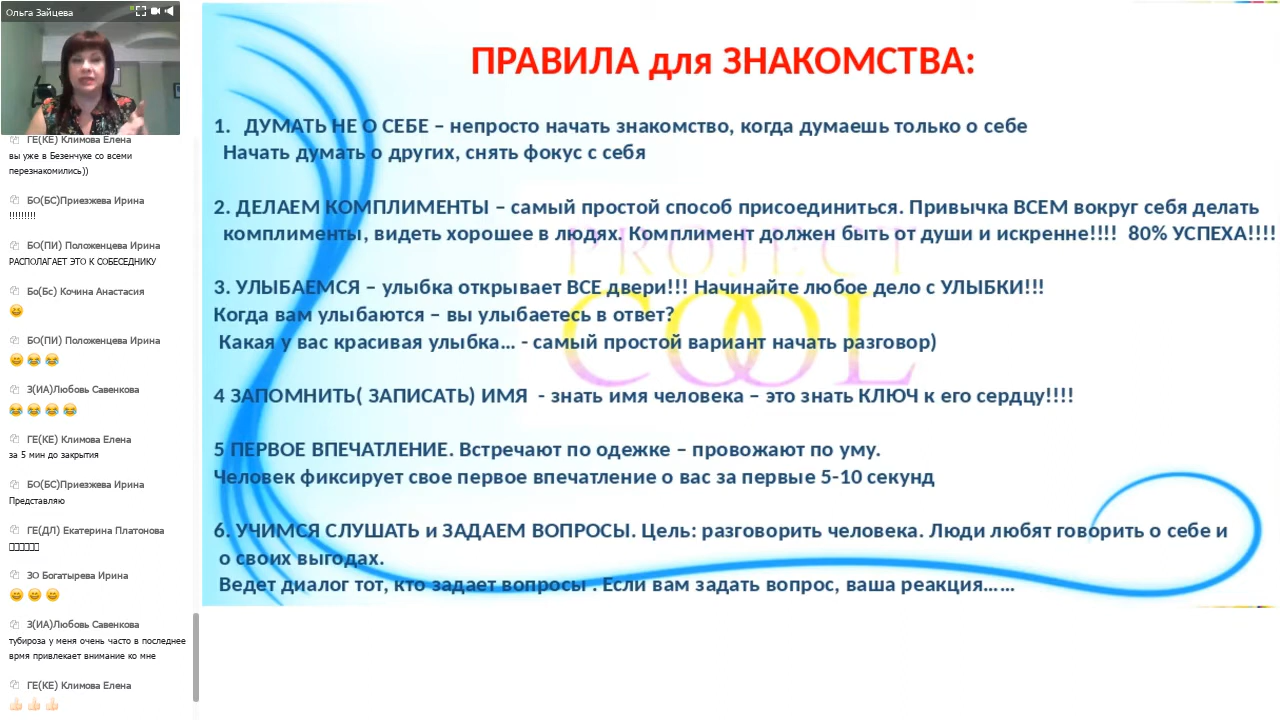 Ольга Зайцева
ГЕ(КЕ) Климова Елена
вы уже в Безенчуке со всеми
перезнакомились))
БО(БС)Приезжева Ирина
!!!!!!!!!
БО(ПИ) Положенцева Ирина
РАСПОЛАГАЕТ ЭТО К СОБЕСЕДНИКУ
Бо(Бс) Кочина Анастасия
😄
БО(ПИ) Положенцева Ирина
😄 😂 😂
З(ИА)Любовь Савенкова
😂 😂 😂 😂
ГЕ(КЕ) Климова Елена
за 5 мин до закрытия
БО(БС)Приезжева Ирина
Представляю
ГЕ(ДЛ) Екатерина Платонова
ЗО Богатырева Ирина
😄 😄 😄
З(ИА)Любовь Савенкова
тубироза у меня очень часто в последнее
врмя привлекает внимание ко мне
ГЕ(КЕ) Климова Елена
👍🏻 👍🏻 👍🏻
ПРАВИЛА для ЗНАКОМСТВА:
1. ДУМАТЬ НЕ О СЕБЕ – непросто начать знакомство, когда думаешь только о себе
Начать думать о других, снять фокус с себя
2. ДЕЛАЕМ КОМПЛИМЕНТЫ – самый простой способ присоединиться. Привычка ВСЕМ вокруг себя делать
комплименты, видеть хорошее в людях. Комплимент должен быть от души и искренне!!!! 80% УСПЕХА!!!!
3. УЛЫБАЕМСЯ – улыбка открывает ВСЕ двери!!! Начинайте любое дело с УЛЫБКИ!!!
Когда вам улыбаются – вы улыбаетесь в ответ?
Какая у вас красивая улыбка… - самый простой вариант начать разговор)
4 ЗАПОМНИТЬ( ЗАПИСАТЬ) ИМЯ - знать имя человека – это знать КЛЮЧ к его сердцу!!!!
5 ПЕРВОЕ ВПЕЧАТЛЕНИЕ. Встречают по одежке – провожают по уму.
Человек фиксирует свое первое впечатление о вас за первые 5-10 секунд
6. УЧИМСЯ СЛУШАТЬ и ЗАДАЕМ ВОПРОСЫ. Цель: разговорить человека. Люди любят говорить о себе и
о своих выгодах.
Ведет диалог тот, кто задает вопросы . Если вам задать вопрос, ваша реакция……
PROJECT
COOL